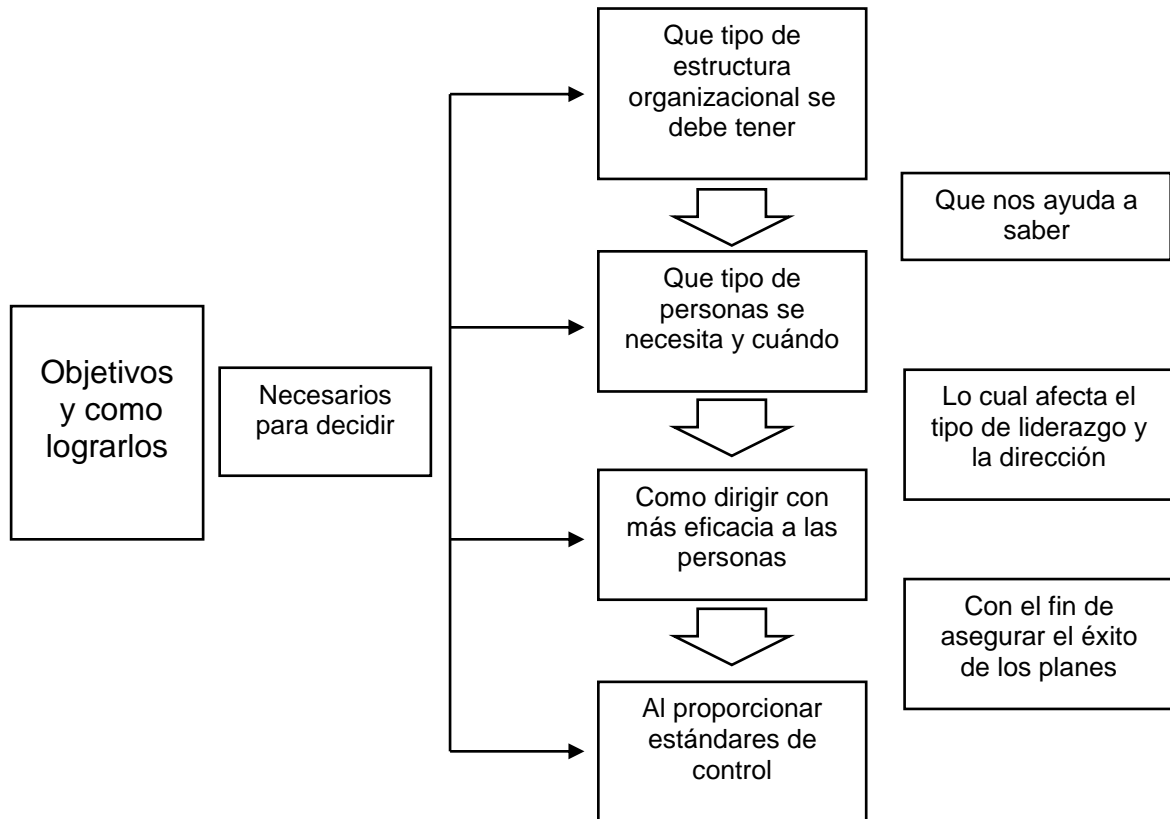 Que tipo de
estructura
organizacional se
debe tener
Que nos ayuda a
saber
Que tipo de
personas se
necesita y cuándo
Objetivos
y como
lograrlos
Necesarios
para decidir
Lo cual afecta el
tipo de liderazgo y
la dirección
Como dirigir con
más eficacia a las
personas
Con el fin de
asegurar el éxito
de los planes
Al proporcionar
estándares de
control